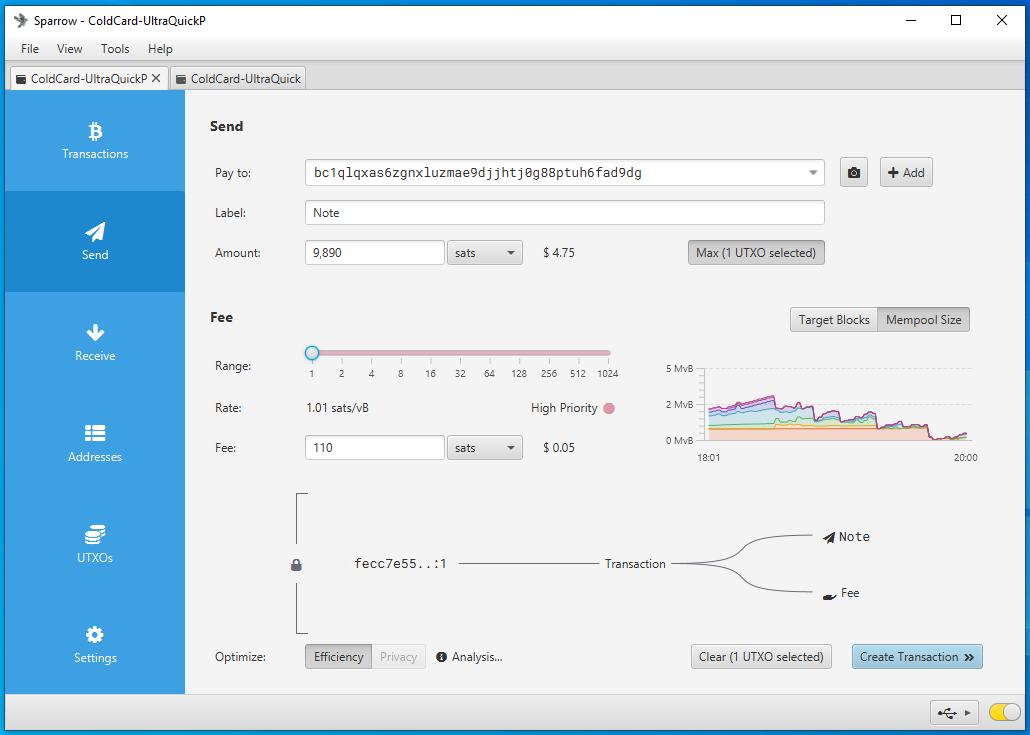 Sparrow - ColdCard-UltraQuickP
File View Tools Help
ColdCard-UltraQuickP ColdCard-UltraQuick
Transactions
Send
Receive
Addresses
UTXOs
Settings
Send
Pay to: bc1qlqxas6zgnxluzmae9djjhtj0g88ptuh6fad9dg + Add
Label: Note
Amount: 9,890 sats $ 4.75 Max (1 UTXO selected)
Fee Target Blocks Mempool Size
Range: 1 2 4 8 16 32 64 128 256 512 1024
Rate: 1.01 sats/vB High Priority
Fee: 110 sats $ 0.05
5 MvB
2 MvB
0 MvB
18:01 20:00
fecc7e55..:1 Transaction Note
Fee
Optimize: Efficiency Privacy Analysis... Clear (1 UTXO selected) Create Transaction »